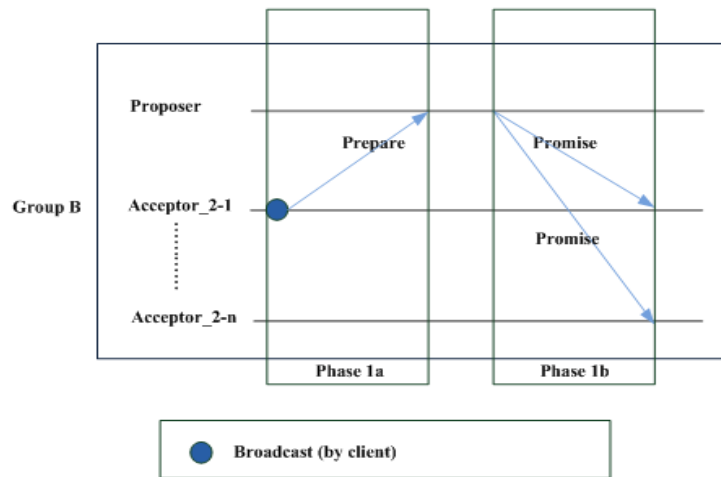 Proposer
Prepare
Promise
Group B
Acceptor_2-1
Promise
Acceptor_2-n
Phase 1a
Phase 1b
Broadcast (by client)